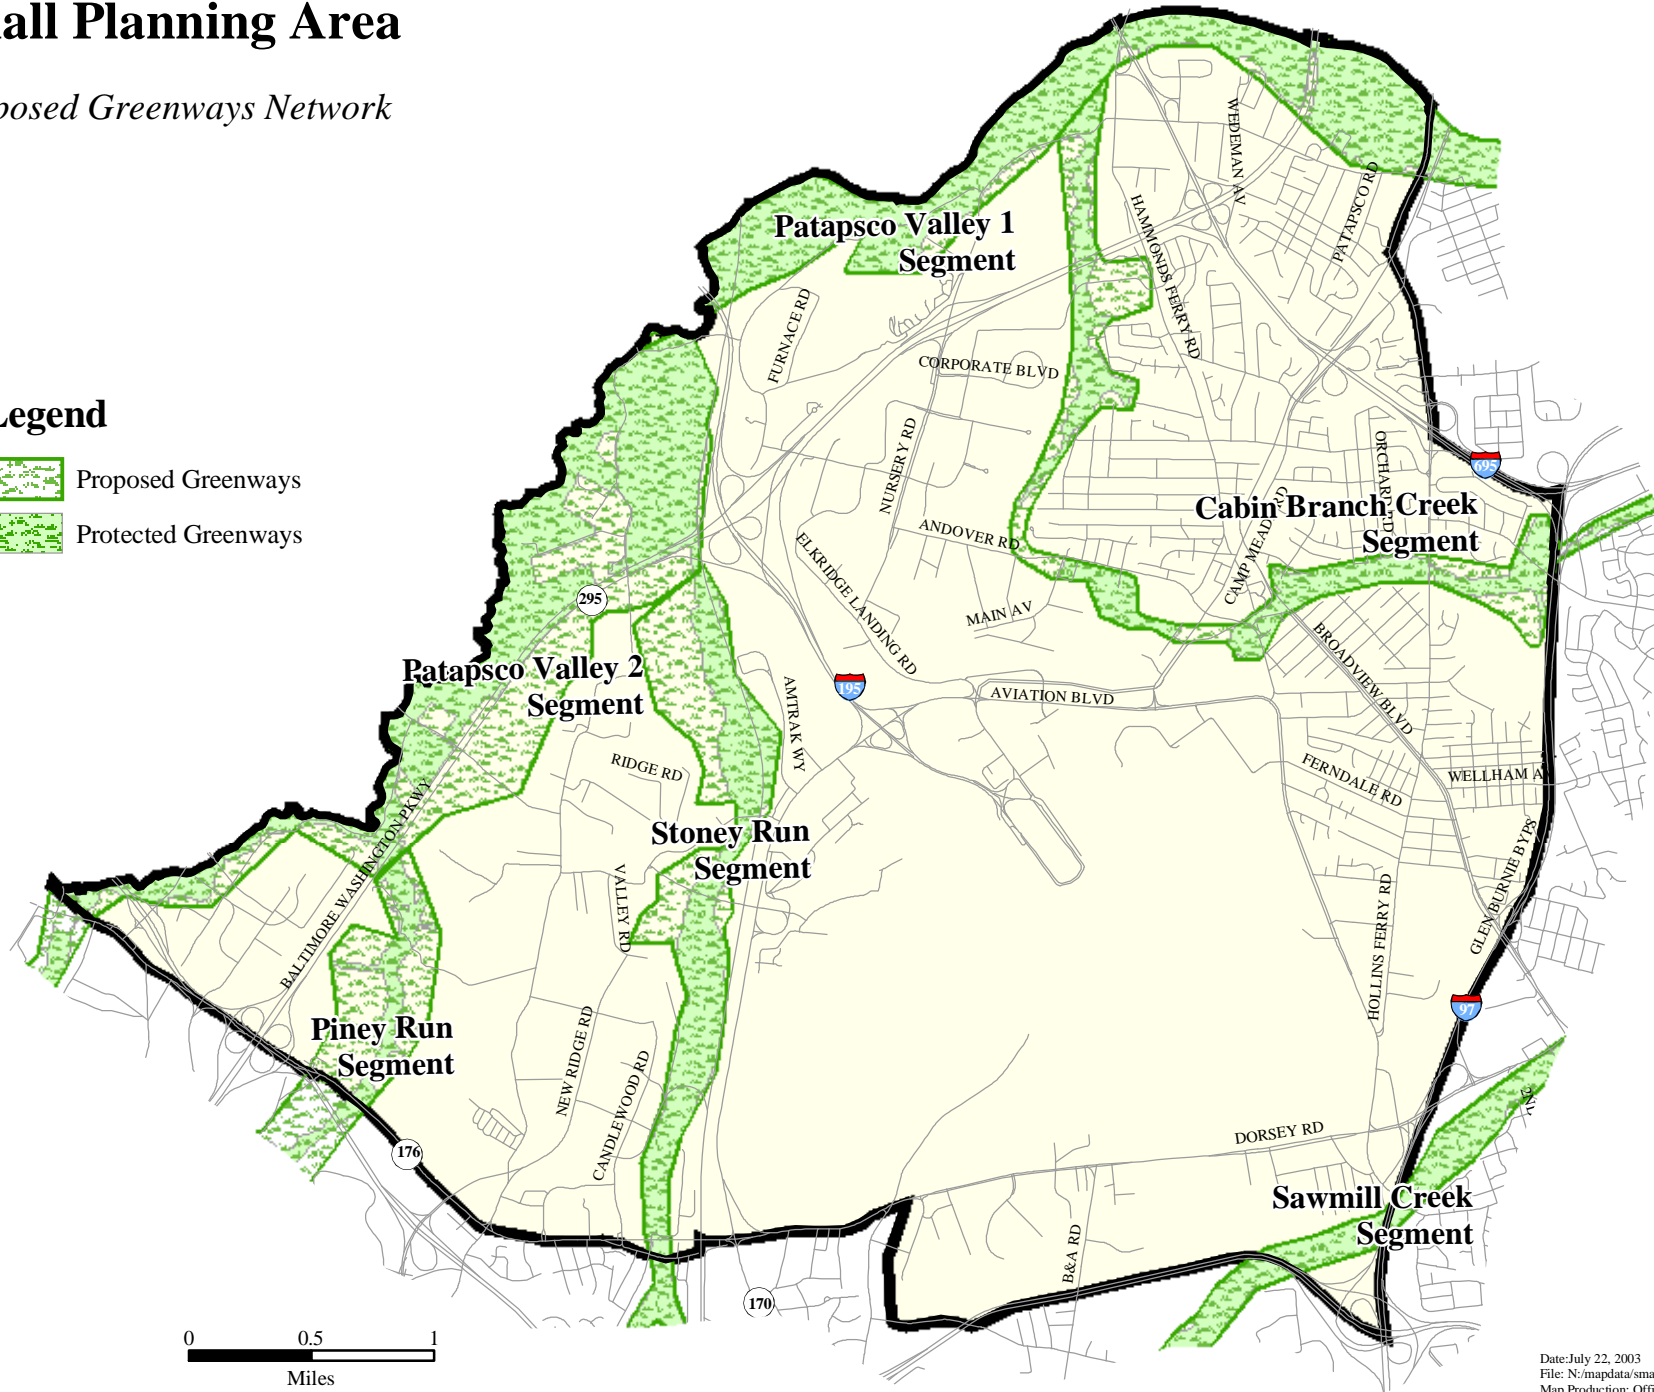 all Planning Area
posed Greenways Network
Legend
Proposed Greenways
Protected Greenways
Patapsco Valley 1
Segment
WEDEMAN AV
PATAPSCO RD
HAMMONDS FERRY RD
FURNACE RD
CORPORATE BLVD
NURSERY RD
ORCHARD RD
695
Cabin Branch Creek
Segment
CAMP MEAD RD
ANDOVER RD
ELKRIDGE LANDING RD
MAIN AV
295
Patapsco Valley 2
Segment
195
AVIATION BLVD
BROADVIEW BLVD
AMTRAK WY
RIDGE RD
FERNDALE RD
WELLHAM AV
BALTIMORE WASHINGTON PKWY
Stoney Run
Segment
VALLEY RD
GLEN BURNIE BYPS
HOLLINS FERRY RD
97
Piney Run
Segment
NEW RIDGE RD
CANDLEWOOD RD
176
DORSEY RD
Sawmill Creek
Segment
B&A RD
170
0 0.5 1
Miles
Date:July 22, 2003
File: N:/mapdata/sma
Map Production: Offi